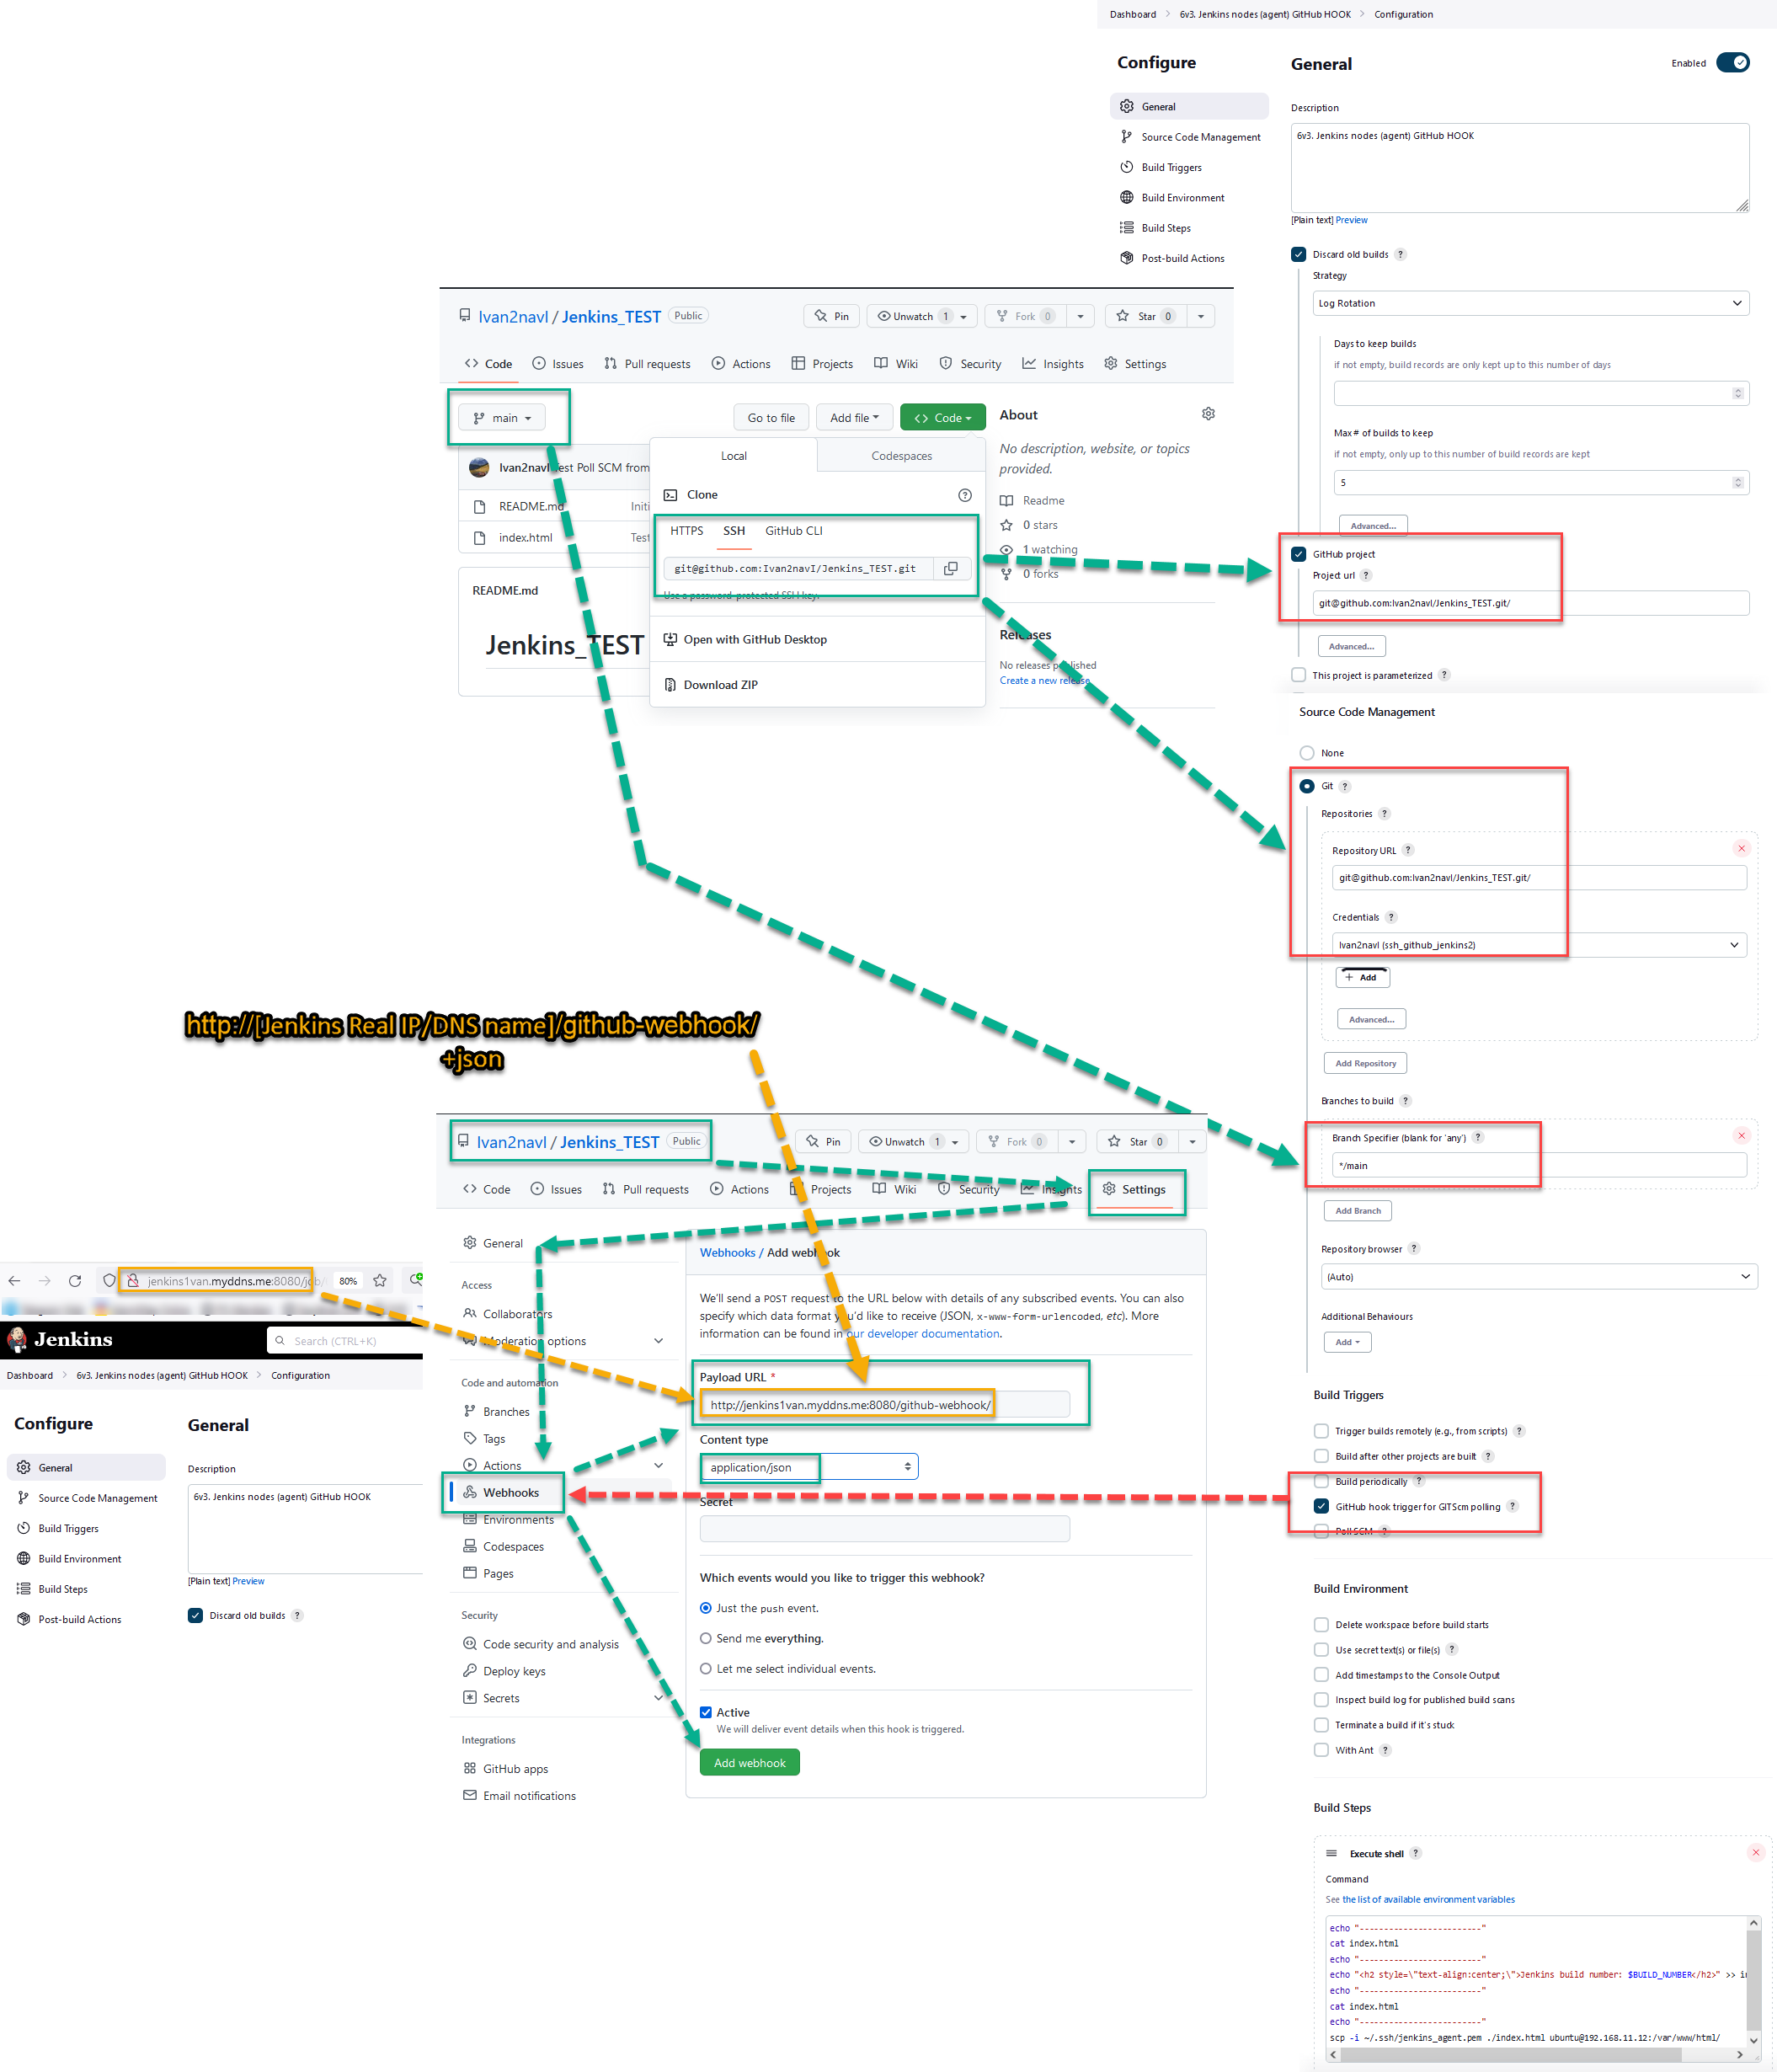 Dashboard > 6v3. Jenkins nodes (agent) GitHub HOOK > Configuration
Configure
General
Source Code Management
Build Triggers
Build Environment
Build Steps
Post-build Actions
General
Enabled
Description
6v3. Jenkins nodes (agent) GitHub HOOK
[Plain text] Preview
Discard old builds ?
Strategy
Log Rotation
Days to keep builds
if not empty, build records are only kept up to this number of days
Max # of builds to keep
if not empty, only up to this number of build records are kept
5
Advanced...
GitHub project
Project url ?
git@github.com:Ivan2navI/Jenkins_TEST.git/
Advanced...
This project is parameterized ?
Ivan2navI / Jenkins_TEST Public
Pin
Unwatch 1
Fork 0
Star 0
Code Issues Pull requests Actions Projects Wiki Security Insights Settings
main
Go to file
Add file
Code
Ivan2navI Test Poll SCM from
README.md Initi
index.html Test
README.md
Jenkins_TEST
Local
Codespaces
Clone
HTTPS SSH GitHub CLI
git@github.com:Ivan2navI/Jenkins_TEST.git
Use a password-protected SSH key.
Open with GitHub Desktop
Download ZIP
About
No description, website, or topics
provided.
Readme
0 stars
1 watching
0 forks
Releases
No releases published
Create a new release
Source Code Management
None
Git ?
Repositories ?
Repository URL ?
git@github.com:Ivan2navI/Jenkins_TEST.git/
Credentials ?
Ivan2navI (ssh_github_jenkins2)
+ Add
Advanced...
Add Repository
Branches to build ?
Branch Specifier (blank for 'any') ?
*/main
Add Branch
Repository browser ?
(Auto)
Additional Behaviours
Add
Build Triggers
Trigger builds remotely (e.g., from scripts) ?
Build after other projects are built ?
Build periodically ?
GitHub hook trigger for GITScm polling ?
Poll SCM ?
Build Environment
Delete workspace before build starts
Use secret text(s) or file(s) ?
Add timestamps to the Console Output
Inspect build log for published build scans
Terminate a build if it's stuck
With Ant ?
Build Steps
Execute shell ?
Command
See the list of available environment variables
echo "-------------------------"
cat index.html
echo "-------------------------"
echo "<h2 style=\"text-align:center;\">Jenkins build number: $BUILD_NUMBER</h2>" >> in
echo "-------------------------"
cat index.html
echo "-------------------------"
scp -i ~/.ssh/jenkins_agent.pem ./index.html ubuntu@192.168.11.12:/var/www/html/
http://[Jenkins Real IP/DNS name]/github-webhook/
+json
Ivan2navI / Jenkins_TEST Public
Pin
Unwatch 1
Fork 0
Star 0
Code Issues Pull requests Actions Projects Wiki Security Insights Settings
General
Access
Collaborators
Moderation options
Code and automation
Branches
Tags
Actions
Webhooks
Environments
Codespaces
Pages
Security
Code security and analysis
Deploy keys
Secrets
Integrations
GitHub apps
Email notifications
Webhooks / Add webhook
We'll send a POST request to the URL below with details of any subscribed events. You can also
specify which data format you'd like to receive (JSON, x-www-form-urlencoded, etc). More
information can be found in our developer documentation.
Payload URL *
http://jenkins1van.myddns.me:8080/github-webhook/
Content type
application/json
Secret
Which events would you like to trigger this webhook?
Just the push event.
Send me everything.
Let me select individual events.
Active
We will deliver event details when this hook is triggered.
Add webhook
jenkins1van.myddns.me:8080/job/
80%
Jenkins
Search (CTRL+K)
Dashboard > 6v3. Jenkins nodes (agent) GitHub HOOK > Configuration
Configure
General
Source Code Management
Build Triggers
Build Environment
Build Steps
Post-build Actions
General
Description
6v3. Jenkins nodes (agent) GitHub HOOK
[Plain text] Preview
Discard old builds ?